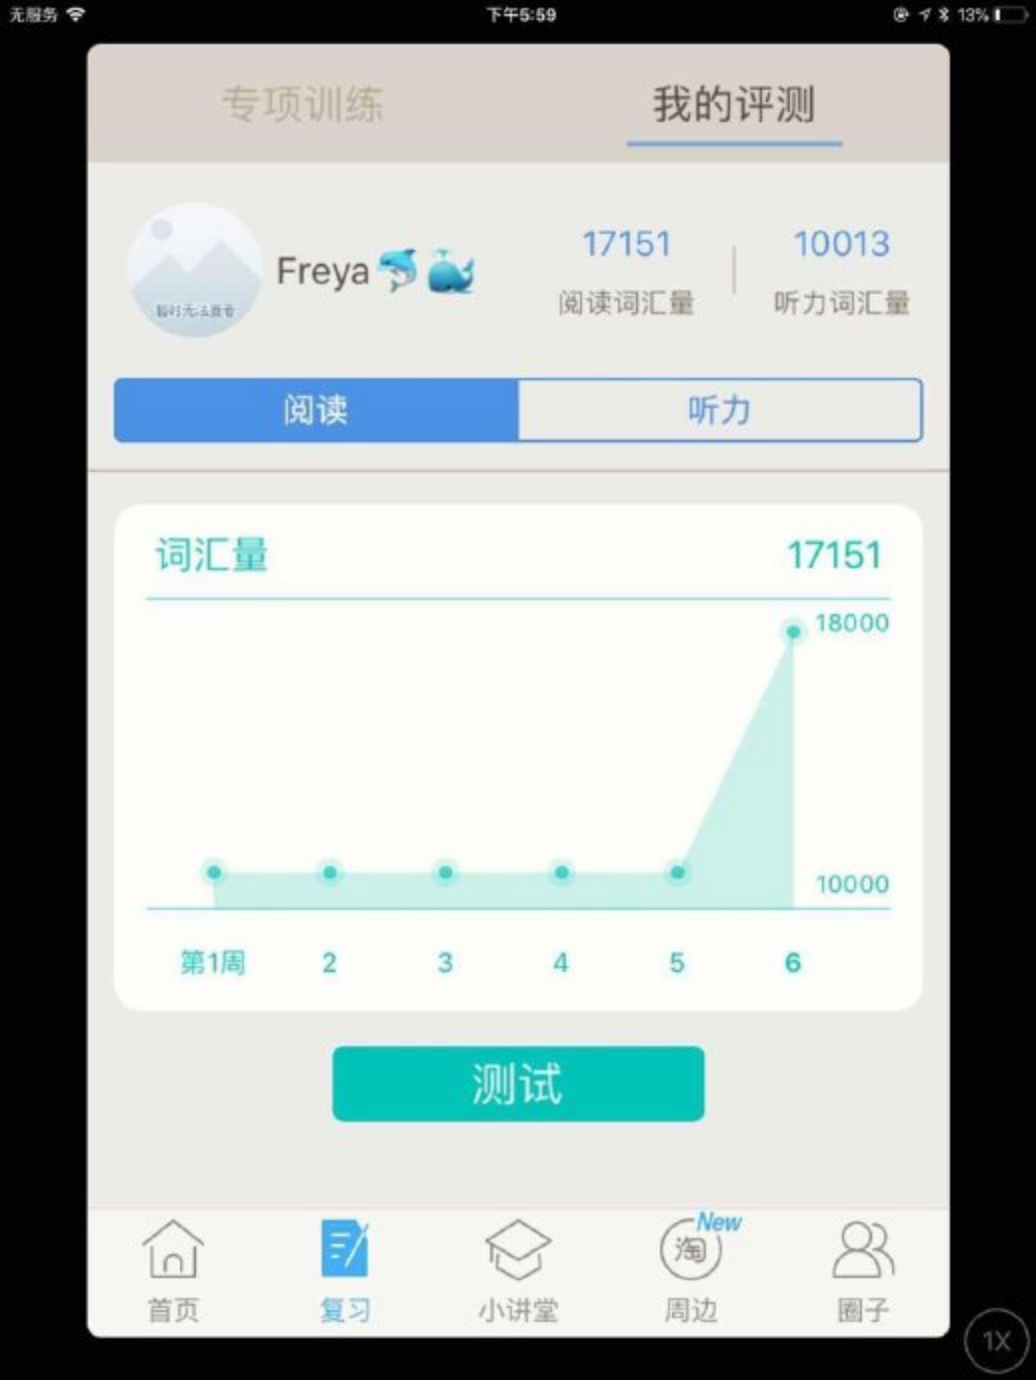 无服务 下午5:59 13%
专项训练 我的评测
17151 10013
Freya
阅读词汇量 听力词汇量
暂时无法查看
阅读 听力
词汇量 17151
18000
10000
第1周 2 3 4 5 6
测试
New
淘
首页 复习 小讲堂 周边 圈子
1X